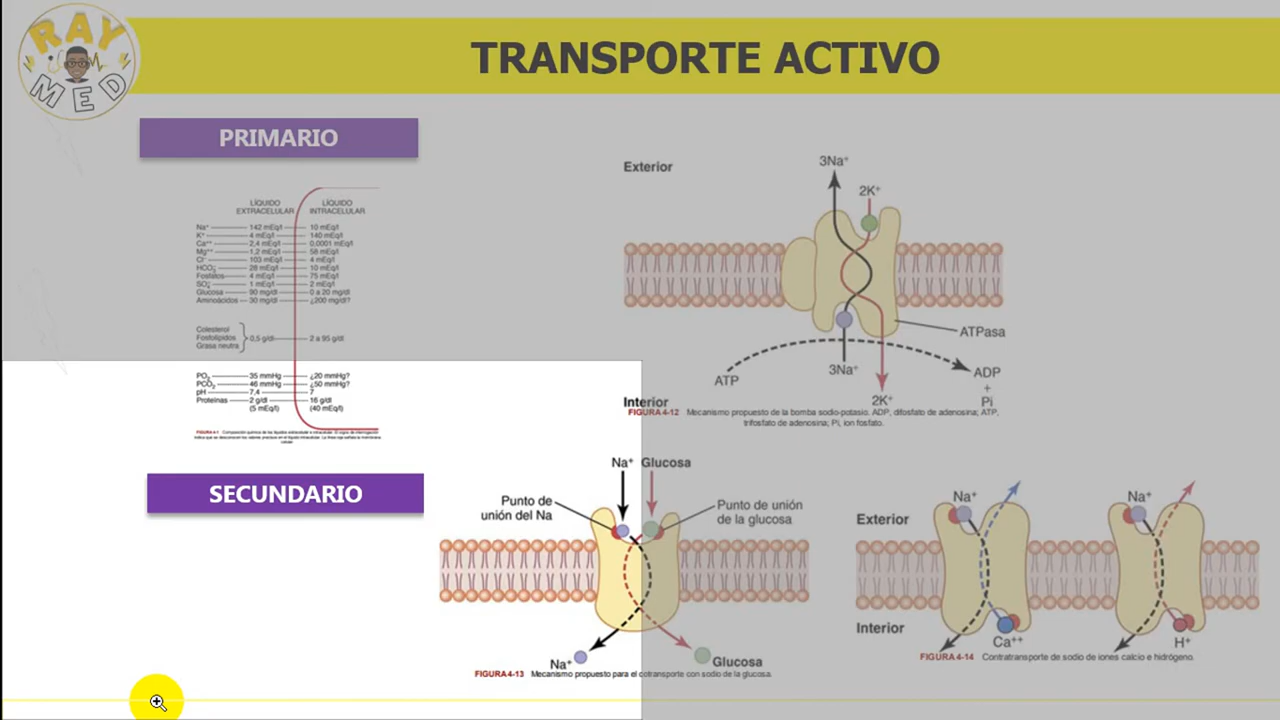 RAY
MED
TRANSPORTE ACTIVO
PRIMARIO
LÍQUIDO EXTRACELULAR
LÍQUIDO INTRACELULAR
Na⁺ 142 mEq/l 10 mEq/l
K⁺ 4 mEq/l 140 mEq/l
Ca⁺⁺ 2,4 mEq/l 0,0001 mEq/l
Mg⁺⁺ 1,2 mEq/l 58 mEq/l
Cl⁻ 103 mEq/l 4 mEq/l
HCO₃⁻ 28 mEq/l 10 mEq/l
Fosfatos 4 mEq/l 75 mEq/l
SO₄⁼ 1 mEq/l 2 mEq/l
Glucosa 90 mg/dl 0 a 20 mg/dl
Aminoácidos 30 mg/dl ¿200 mg/dl?
Colesterol
Fosfolípidos 0,5 g/dl 2 a 95 g/dl
Grasa neutra
PO₂ 35 mmHg ¿20 mmHg?
PCO₂ 46 mmHg ¿50 mmHg?
pH 7,4 7
Proteínas 2 g/dl 16 g/dl
(5 mEq/l) (40 mEq/l)
Exterior
3Na⁺
2K⁺
ATPasa
ATP
3Na⁺
ADP
+
Pi
2K⁺
Interior
FIGURA 4-12 Mecanismo propuesto de la bomba sodio-potasio. ADP, difosfato de adenosina; ATP,
trifosfato de adenosina; Pi, ion fosfato.
SECUNDARIO
Na⁺ Glucosa
Punto de
unión del Na
Punto de unión
de la glucosa
Na⁺
Glucosa
FIGURA 4-13 Mecanismo propuesto para el cotransporte con sodio de la glucosa.
Exterior
Na⁺
Na⁺
Interior
Ca⁺⁺
H⁺
FIGURA 4-14 Contratransporte de sodio de iones calcio e hidrógeno.